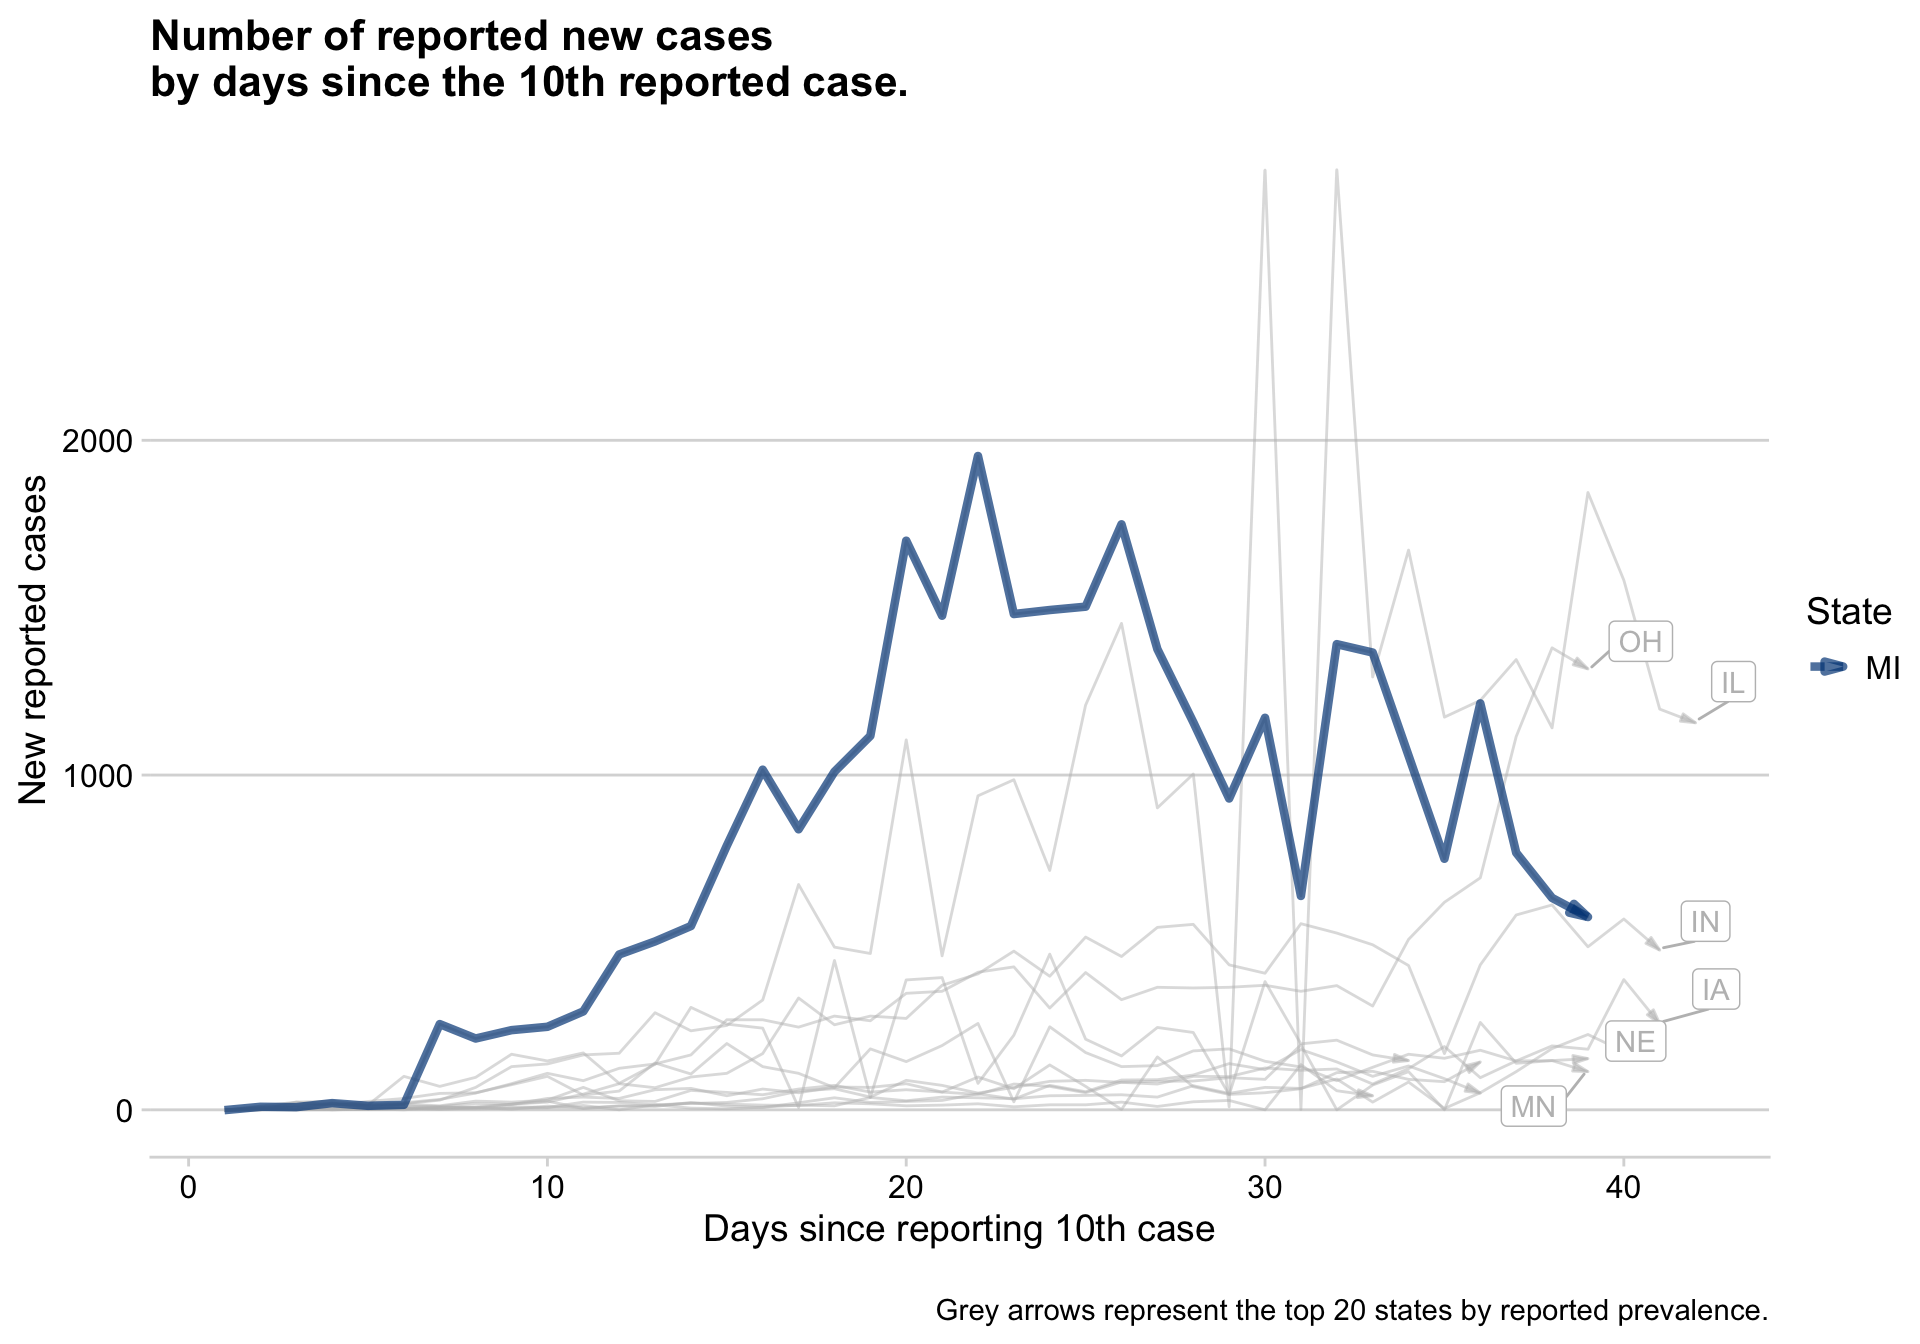 Number of reported new cases
by days since the 10th reported case.
New reported cases
2000
1000
0
0
10
20
30
40
Days since reporting 10th case
OH
IL
IN
IA
NE
MN
State
MI
Grey arrows represent the top 20 states by reported prevalence.